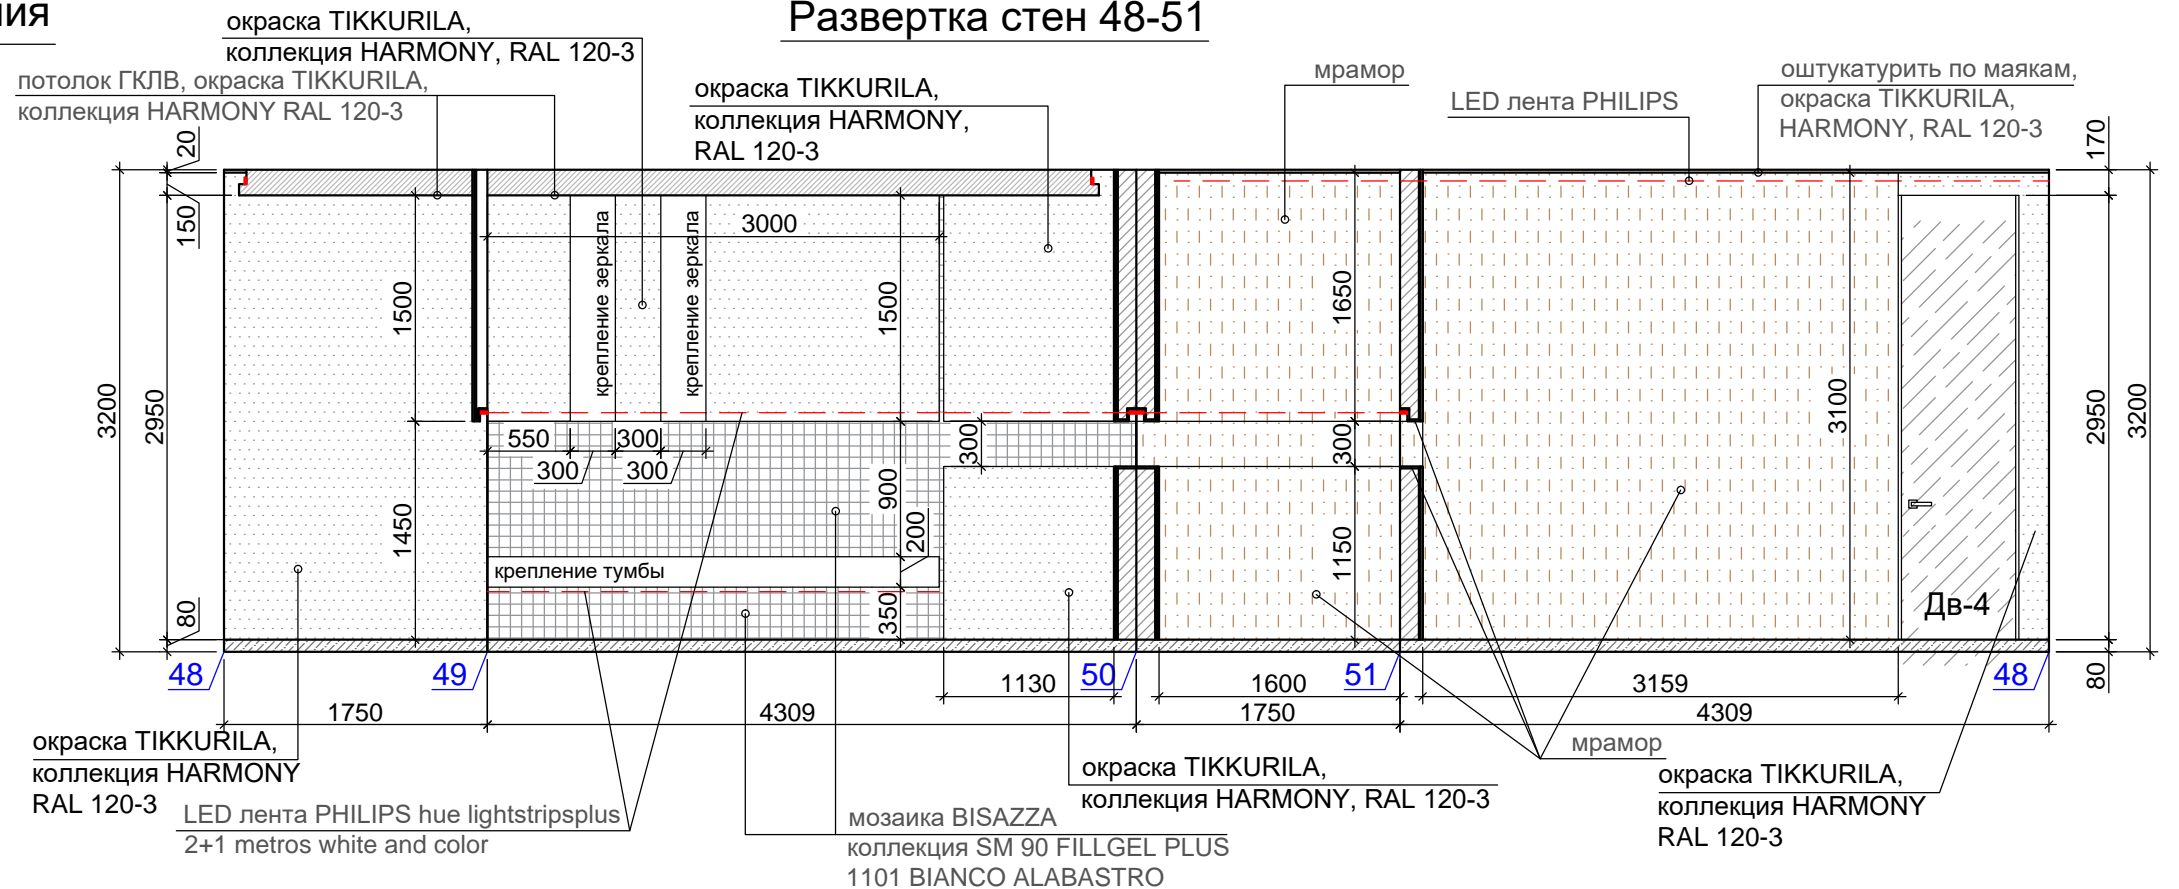 ния
Развертка стен 48-51
окраска TIKKURILA,
коллекция HARMONY, RAL 120-3
потолок ГКЛВ, окраска TIKKURILA,
коллекция HARMONY RAL 120-3
окраска TIKKURILA,
коллекция HARMONY,
RAL 120-3
мрамор
LED лента PHILIPS
оштукатурить по маякам,
окраска TIKKURILA,
HARMONY, RAL 120-3
20
150
3200
2950
80
1500
1450
крепление зеркала
крепление зеркала
3000
1500
550
300
300
300
900
200
350
крепление тумбы
300
1650
300
1150
3100
170
2950
3200
80
Дв-4
48
49
50
51
48
1130
1600
3159
1750
4309
1750
4309
окраска TIKKURILA,
коллекция HARMONY
RAL 120-3
LED лента PHILIPS hue lightstripsplus
2+1 metros white and color
мозаика BISAZZA
коллекция SM 90 FILLGEL PLUS
1101 BIANCO ALABASTRO
окраска TIKKURILA,
коллекция HARMONY, RAL 120-3
мрамор
окраска TIKKURILA,
коллекция HARMONY
RAL 120-3